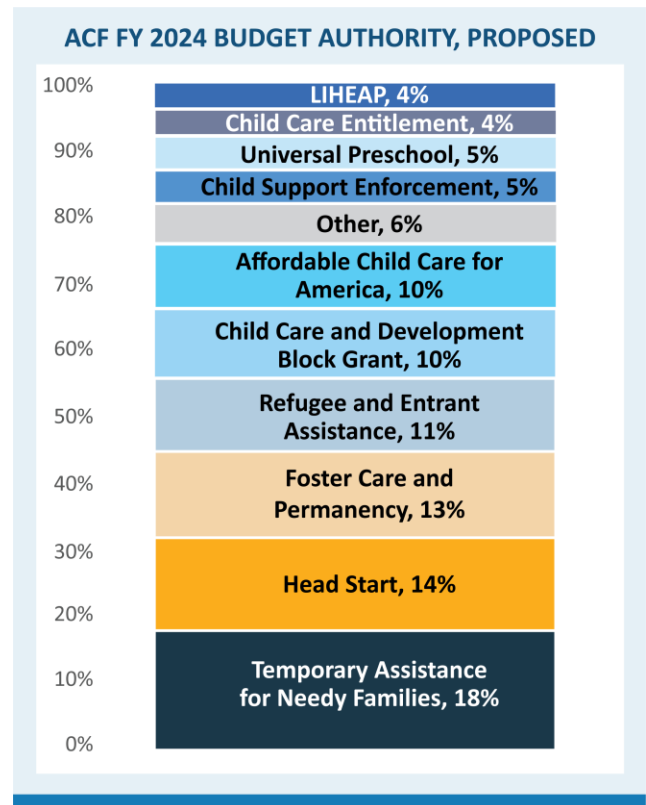 ACF FY 2024 BUDGET AUTHORITY, PROPOSED
100%
LIHEAP, 4%
Child Care Entitlement, 4%
90%
Universal Preschool, 5%
Child Support Enforcement, 5%
80%
Other, 6%
70%
Affordable Child Care for
America, 10%
60%
Child Care and Development
Block Grant, 10%
50%
Refugee and Entrant
Assistance, 11%
40%
Foster Care and
Permanency, 13%
30%
Head Start, 14%
20%
10%
Temporary Assistance
for Needy Families, 18%
0%